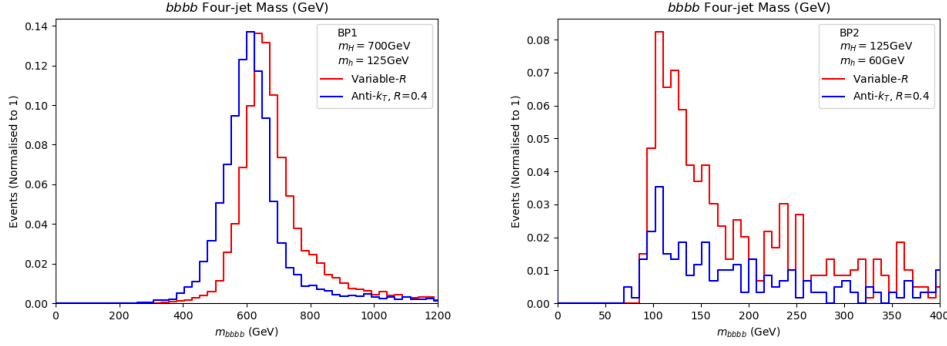 bbbb Four-jet Mass (GeV)
0.14
0.12
0.10
0.08
0.06
0.04
0.02
0.00
Events (Normalised to 1)
BP1
m_H = 700GeV
m_h = 125GeV
Variable-R
Anti-k_T, R=0.4
0 200 400 600 800 1000 1200
m_bbbb (GeV)
bbbb Four-jet Mass (GeV)
0.08
0.07
0.06
0.05
0.04
0.03
0.02
0.01
0.00
Events (Normalised to 1)
BP2
m_H = 125GeV
m_h = 60GeV
Variable-R
Anti-k_T, R=0.4
0 50 100 150 200 250 300 350 400
m_bbbb (GeV)